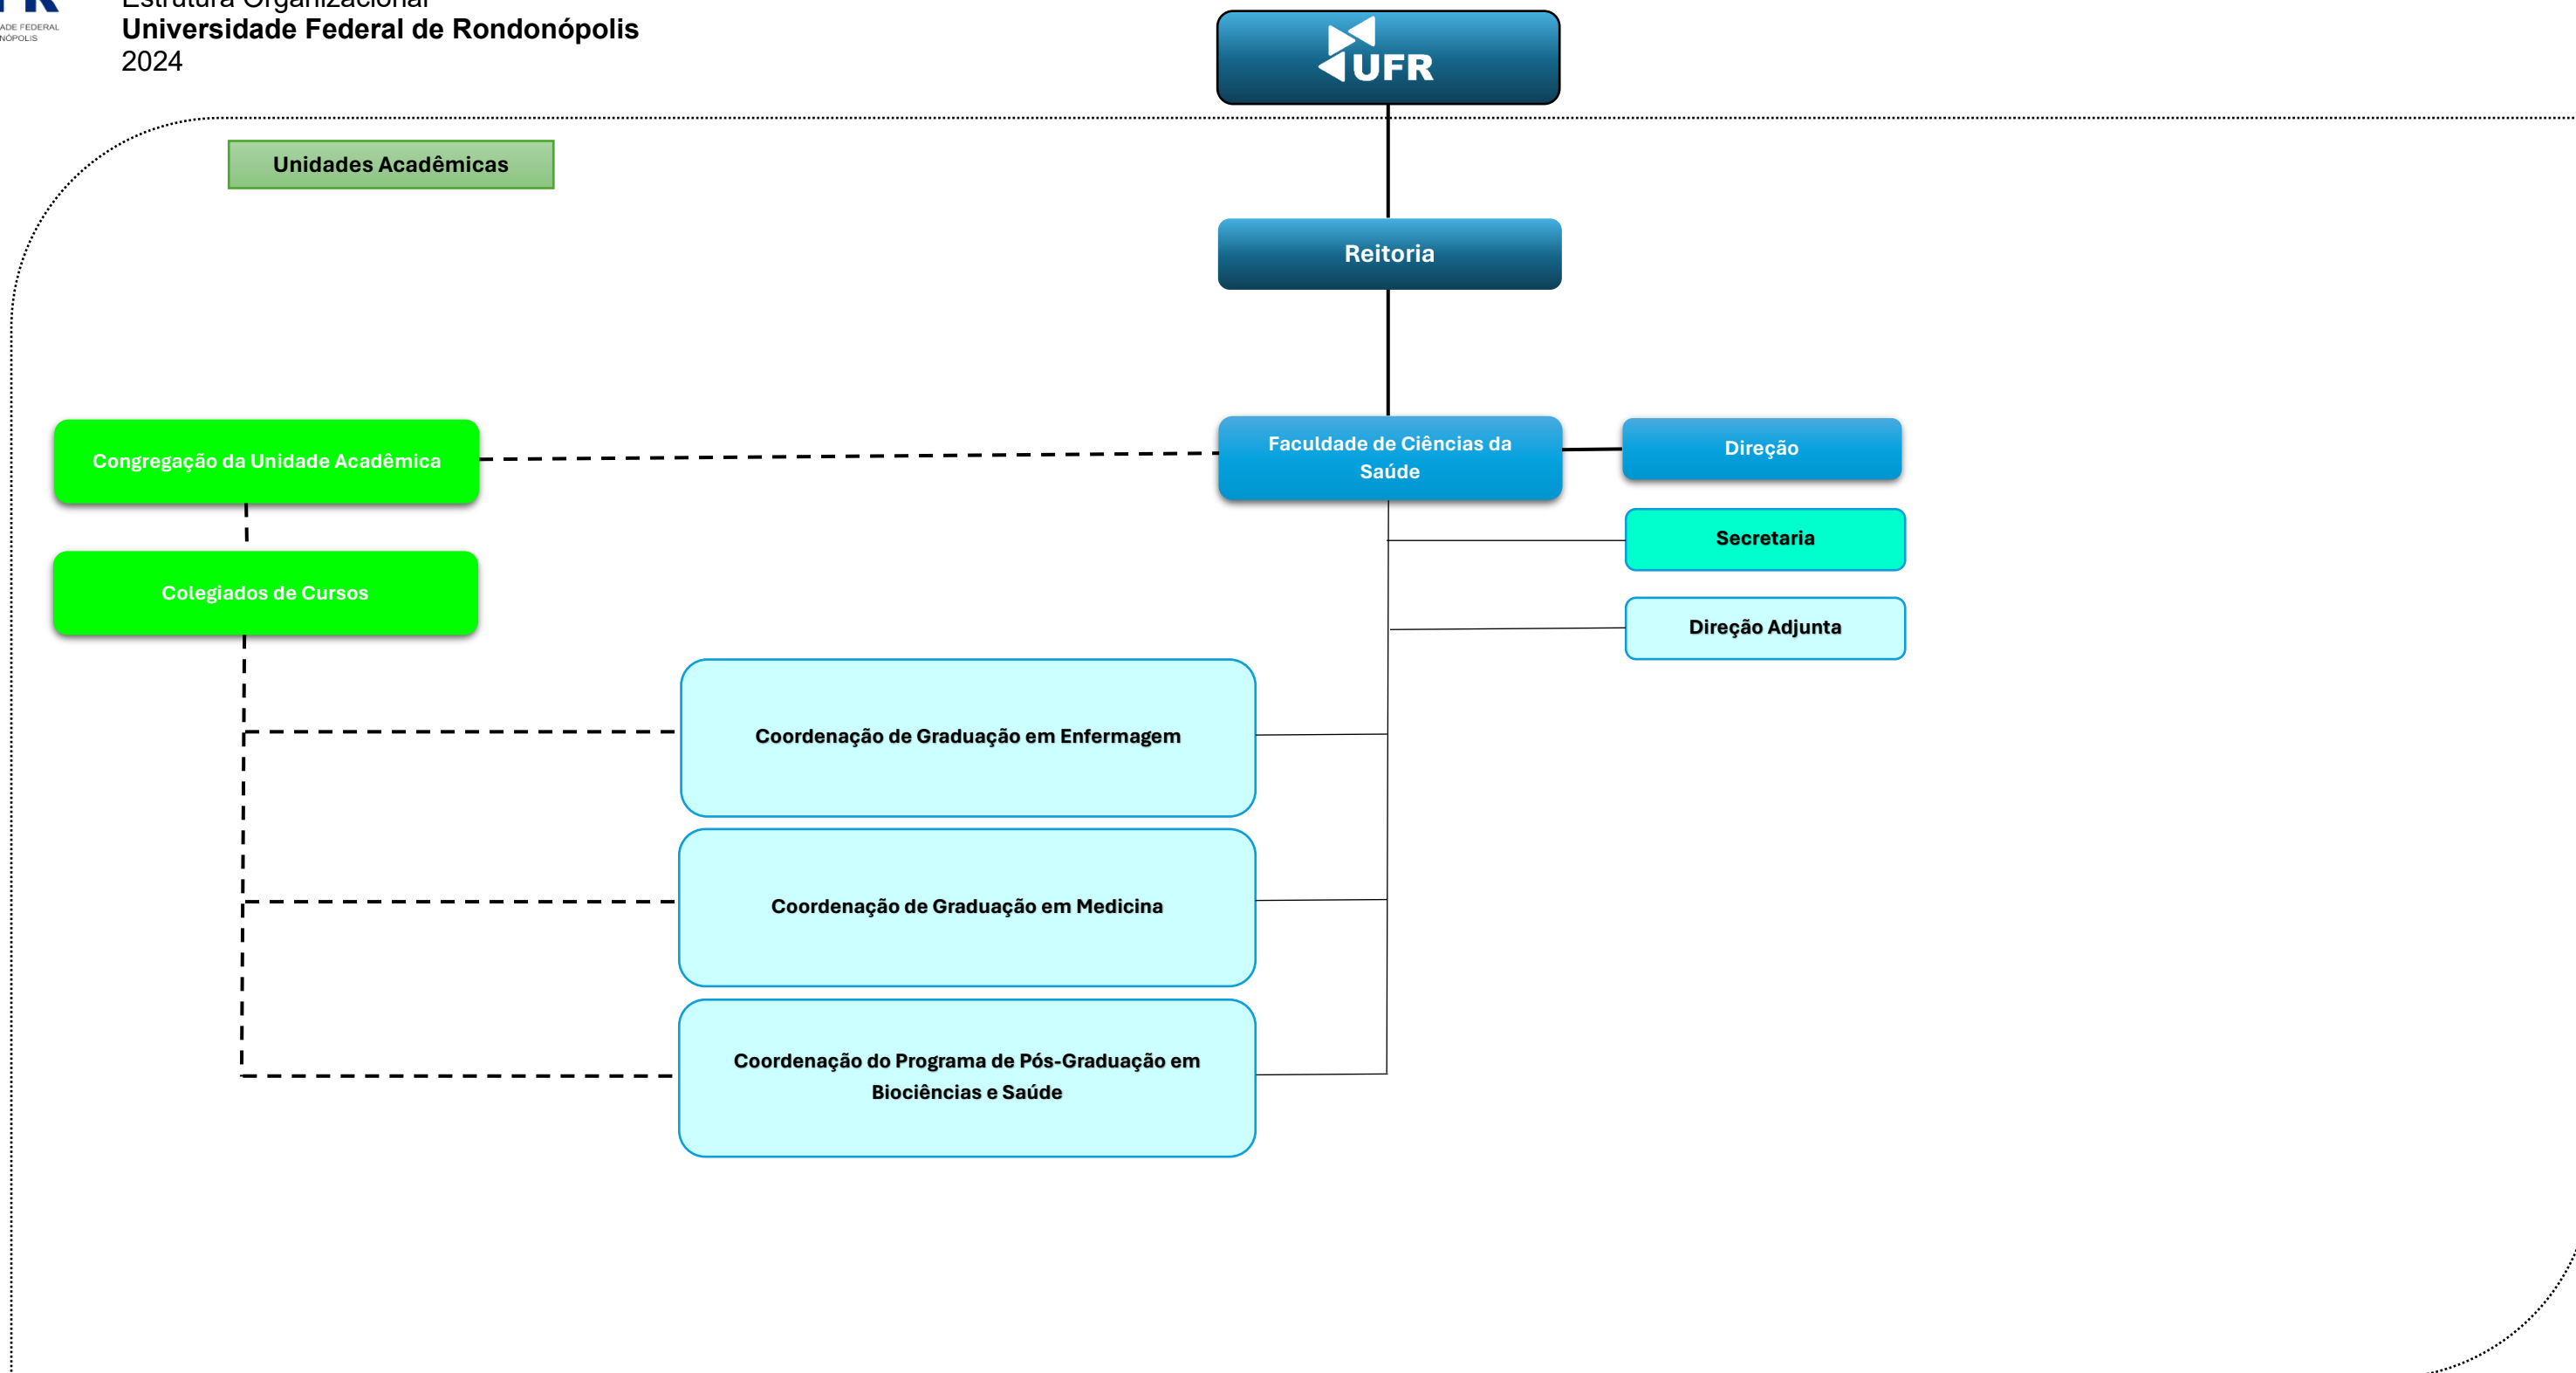 Estrutura Organizacional
Universidade Federal de Rondonópolis
2024
UFR
Unidades Acadêmicas
Reitoria
Congregação da Unidade Acadêmica
Faculdade de Ciências da
Saúde
Direção
Secretaria
Colegiados de Cursos
Direção Adjunta
Coordenação de Graduação em Enfermagem
Coordenação de Graduação em Medicina
Coordenação do Programa de Pós-Graduação em
Biociências e Saúde